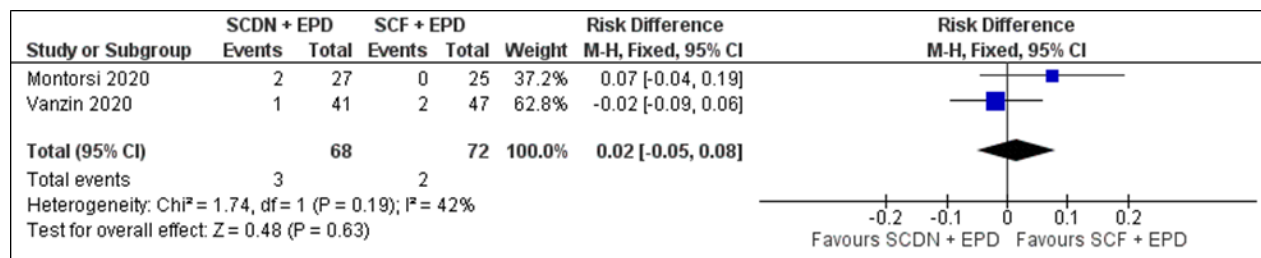 SCDN + EPD SCF + EPD Risk Difference Risk Difference
Study or Subgroup Events Total Events Total Weight M-H, Fixed, 95% CI M-H, Fixed, 95% CI
Montorsi 2020 2 27 0 25 37.2% 0.07 [-0.04, 0.19]
Vanzin 2020 1 41 2 47 62.8% -0.02 [-0.09, 0.06]
Total (95% CI) 68 72 100.0% 0.02 [-0.05, 0.08]
Total events 3 2
Heterogeneity: Chi² = 1.74, df = 1 (P = 0.19); I² = 42%
Test for overall effect: Z = 0.48 (P = 0.63)
-0.2 -0.1 0 0.1 0.2
Favours SCDN + EPD Favours SCF + EPD